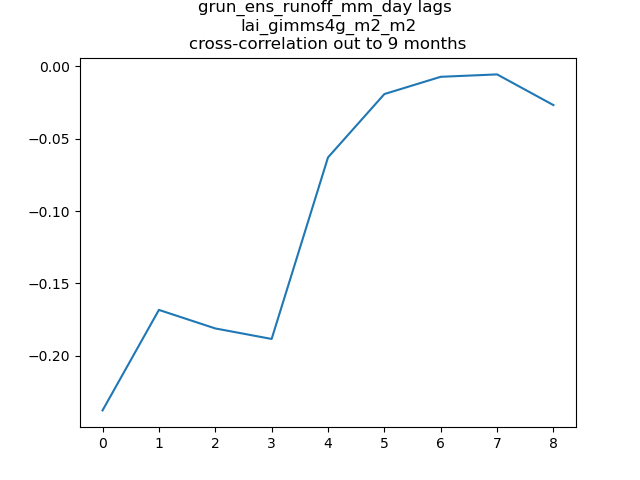 grun_ens_runoff_mm_day lags
lai_gimms4g_m2_m2
cross-correlation out to 9 months
0.00
−0.05
−0.10
−0.15
−0.20
0 1 2 3 4 5 6 7 8